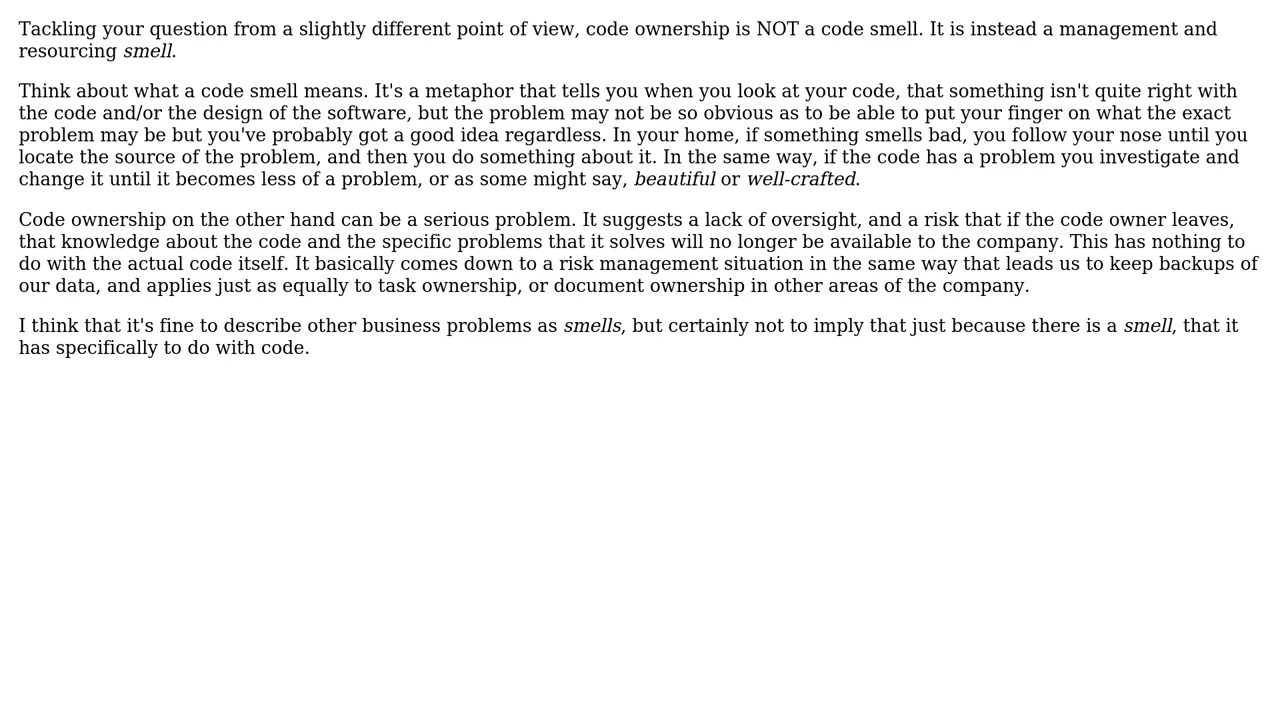 Tackling your question from a slightly different point of view, code ownership is NOT a code smell. It is instead a management and
resourcing smell.
Think about what a code smell means. It's a metaphor that tells you when you look at your code, that something isn't quite right with
the code and/or the design of the software, but the problem may not be so obvious as to be able to put your finger on what the exact
problem may be but you've probably got a good idea regardless. In your home, if something smells bad, you follow your nose until you
locate the source of the problem, and then you do something about it. In the same way, if the code has a problem you investigate and
change it until it becomes less of a problem, or as some might say, beautiful or well-crafted.
Code ownership on the other hand can be a serious problem. It suggests a lack of oversight, and a risk that if the code owner leaves,
that knowledge about the code and the specific problems that it solves will no longer be available to the company. This has nothing to
do with the actual code itself. It basically comes down to a risk management situation in the same way that leads us to keep backups of
our data, and applies just as equally to task ownership, or document ownership in other areas of the company.
I think that it's fine to describe other business problems as smells, but certainly not to imply that just because there is a smell, that it
has specifically to do with code.